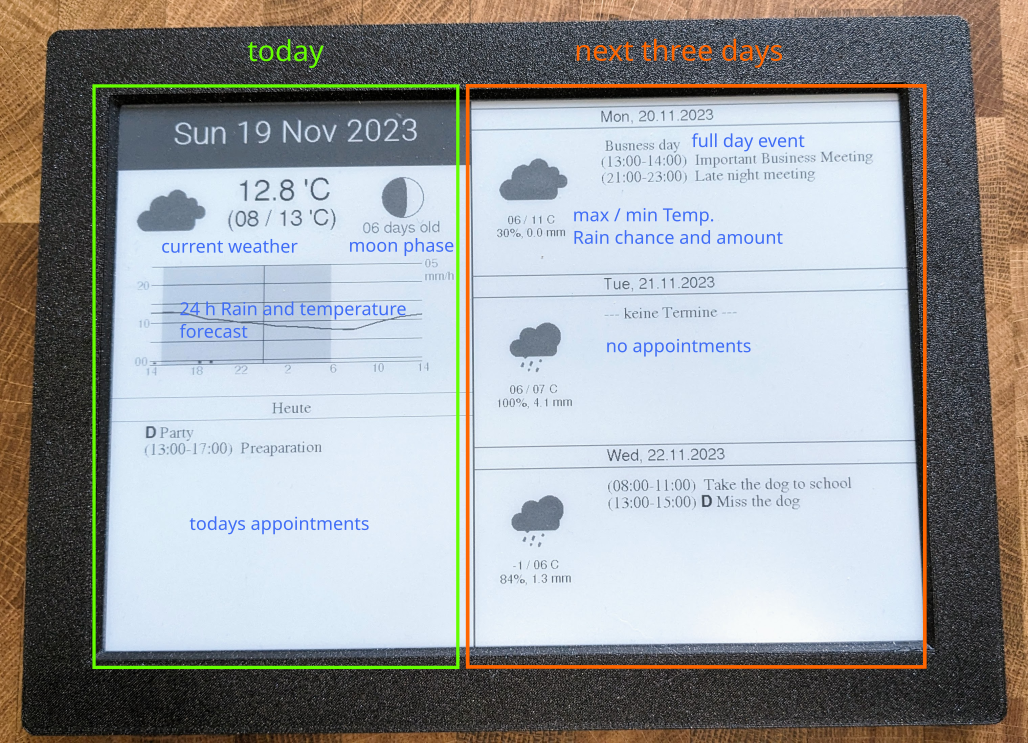 today
next three days
Sun 19 Nov 2023
12.8 'C
(08 / 13 'C)
06 days old
current weather
moon phase
05
mm/h
20
24 h Rain and temperature
10
forecast
00
14 18 22 2 6 10 14
Heute
D Party
(13:00-17:00) Preaparation
todays appointments
Mon, 20.11.2023
Busness day full day event
(13:00-14:00) Important Business Meeting
(21:00-23:00) Late night meeting
06 / 11 C
max / min Temp.
30%, 0.0 mm
Rain chance and amount
Tue, 21.11.2023
--- keine Termine ---
no appointments
06 / 07 C
100%, 4.1 mm
Wed, 22.11.2023
(08:00-11:00) Take the dog to school
(13:00-15:00) D Miss the dog
-1 / 06 C
84%, 1.3 mm